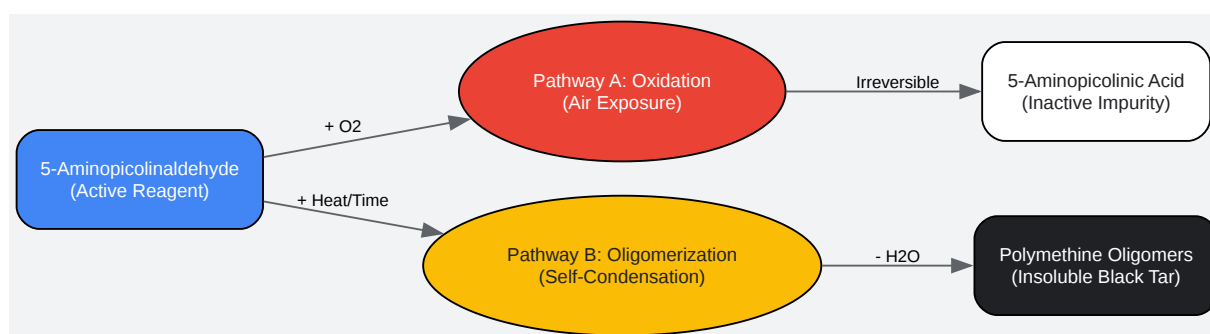 5-Aminopicolinaldehyde
(Active Reagent)
+ O2
+ Heat/Time
Pathway A: Oxidation
(Air Exposure)
Irreversible
5-Aminopicolinic Acid
(Inactive Impurity)
Pathway B: Oligomerization
(Self-Condensation)
- H2O
Polymethine Oligomers
(Insoluble Black Tar)